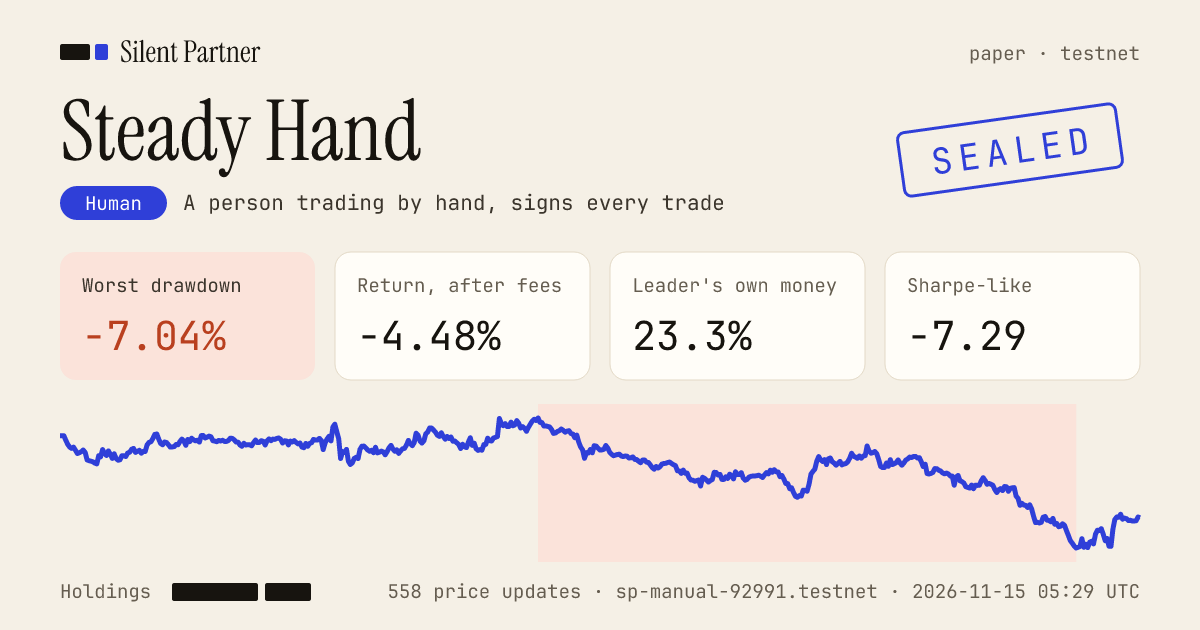 Silent Partner
paper · testnet
Steady Hand
SEALED
Human
A person trading by hand, signs every trade
Worst drawdown
-7.04%
Return, after fees
-4.48%
Leader's own money
23.3%
Sharpe-like
-7.29
Holdings
558 price updates · sp-manual-92991.testnet · 2026-11-15 05:29 UTC